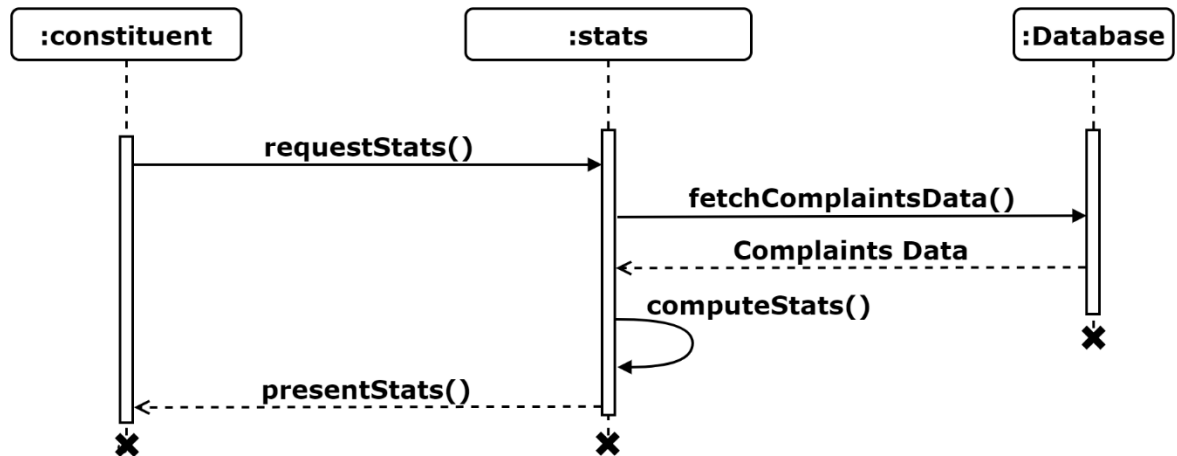 :constituent
:stats
:Database
requestStats()
fetchComplaintsData()
Complaints Data
computeStats()
presentStats()